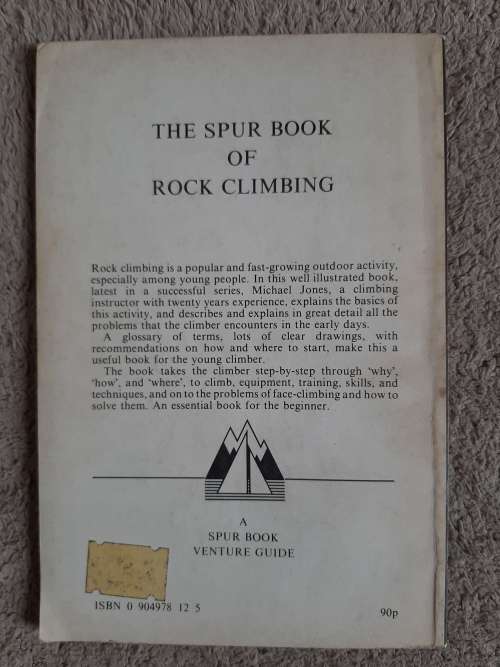 THE SPUR BOOK
OF
ROCK CLIMBING
Rock climbing is a popular and fast-growing outdoor activity,
especially among young people. In this well illustrated book,
latest in a successful series, Michael Jones, a climbing
instructor with twenty years experience, explains the basics of
this activity, and describes and explains in great detail all the
problems that the climber encounters in the early days.
A glossary of terms, lots of clear drawings, with
recommendations on how and where to start, make this a
useful book for the young climber.
The book takes the climber step-by-step through 'why',
'how', and 'where', to climb, equipment, training, skills, and
techniques, and on to the problems of face-climbing and how to
solve them. An essential book for the beginner.
A
SPUR BOOK
VENTURE GUIDE
ISBN 0 904978 12 5
90p